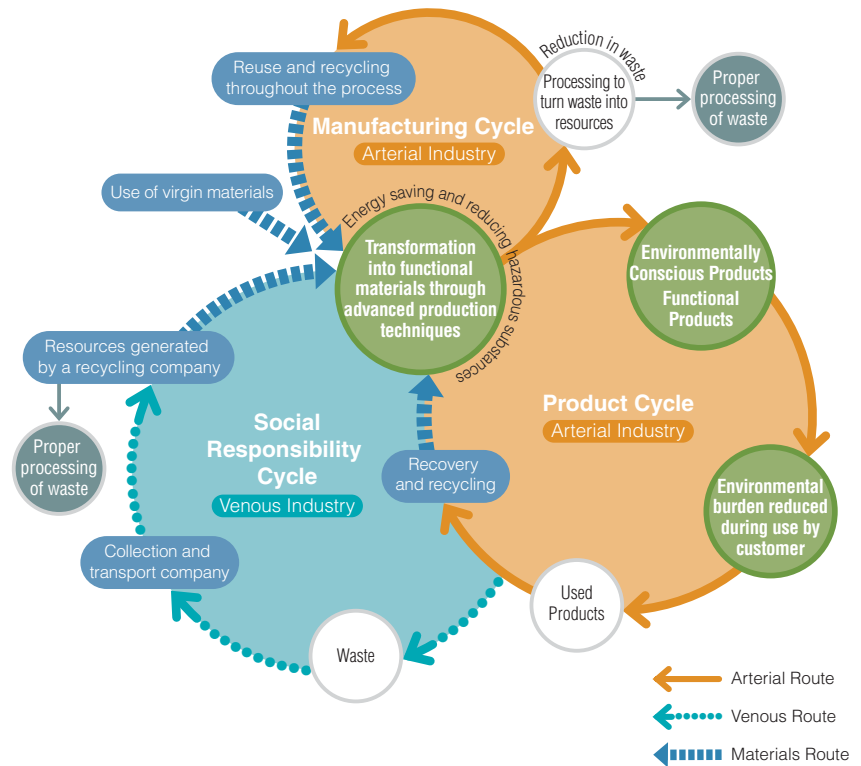 Reuse and recycling
throughout the process
Reduction in waste
Processing to
turn waste into
resources
Proper
processing
of waste
Manufacturing Cycle
Arterial Industry
Use of virgin materials
Energy saving and reducing hazardous substances
Transformation
into functional
materials through
advanced production
techniques
Environmentally
Conscious Products
Functional
Products
Resources generated
by a recycling company
Proper
processing
of waste
Social
Responsibility
Cycle
Venous Industry
Product Cycle
Arterial Industry
Recovery
and recycling
Environmental
burden reduced
during use by
customer
Collection and
transport company
Used
Products
Waste
Arterial Route
Venous Route
Materials Route